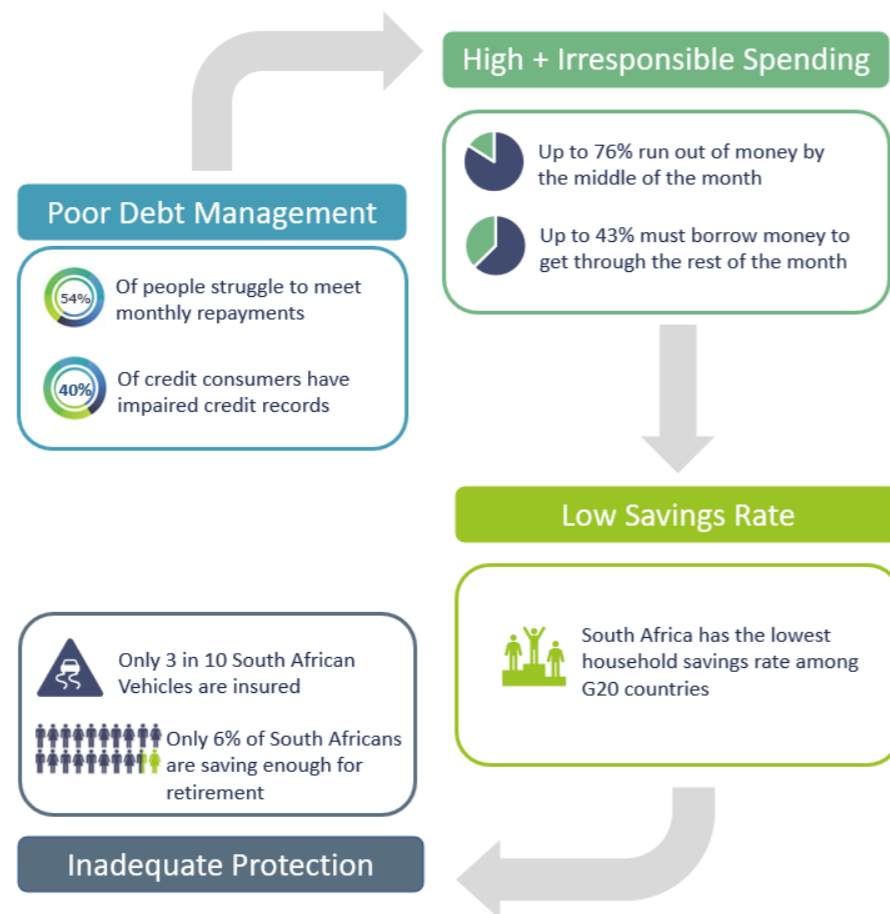 High + Irresponsible Spending
Up to 76% run out of money by
the middle of the month
Up to 43% must borrow money to
get through the rest of the month
Poor Debt Management
54%
Of people struggle to meet
monthly repayments
40%
Of credit consumers have
impaired credit records
Low Savings Rate
South Africa has the lowest
household savings rate among
G20 countries
Only 3 in 10 South African
Vehicles are insured
Only 6% of South Africans
are saving enough for
retirement
Inadequate Protection